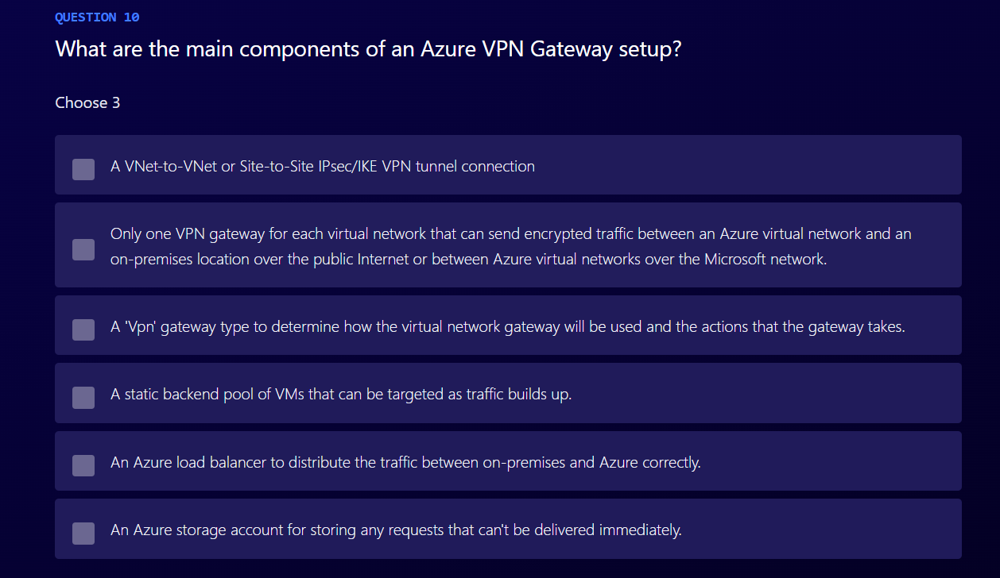 QUESTION 10
What are the main components of an Azure VPN Gateway setup?
Choose 3
A VNet-to-VNet or Site-to-Site IPsec/IKE VPN tunnel connection
Only one VPN gateway for each virtual network that can send encrypted traffic between an Azure virtual network and an
on-premises location over the public Internet or between Azure virtual networks over the Microsoft network.
A 'Vpn' gateway type to determine how the virtual network gateway will be used and the actions that the gateway takes.
A static backend pool of VMs that can be targeted as traffic builds up.
An Azure load balancer to distribute the traffic between on-premises and Azure correctly.
An Azure storage account for storing any requests that can't be delivered immediately.